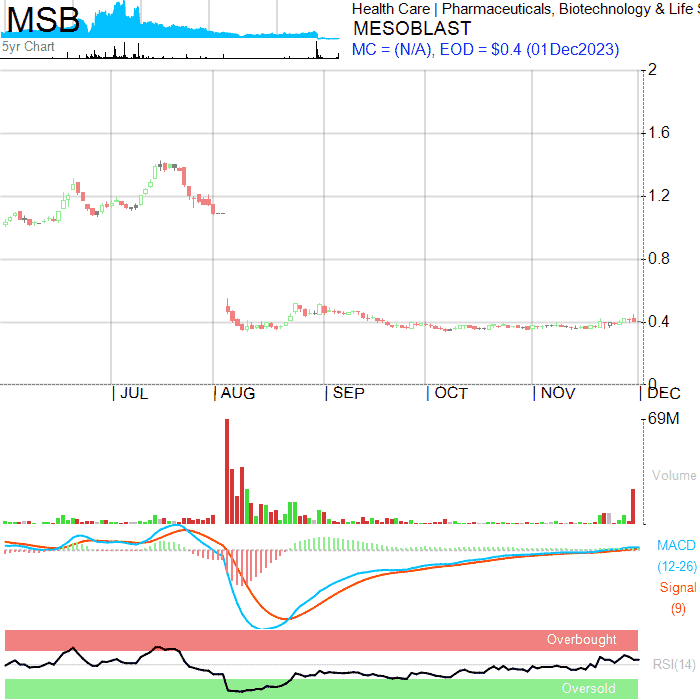 MSB
5yr Chart
Health Care | Pharmaceuticals, Biotechnology & Life S
MESOBLAST
MC = (N/A), EOD = $0.4 (01Dec2023)
2
1.6
1.2
0.8
0.4
0
JUL AUG SEP OCT NOV DEC
69M
Volume
MACD
(12-26)
Signal
(9)
Overbought
RSI(14)
Oversold